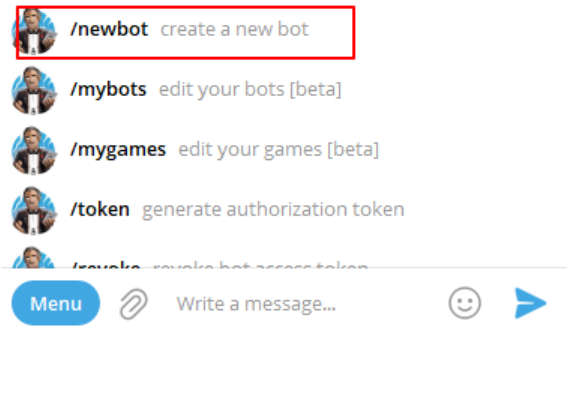 /newbot create a new bot
/mybots edit your bots [beta]
/mygames edit your games [beta]
/token generate authorization token
/revoke revoke bot access token
Menu Write a message...